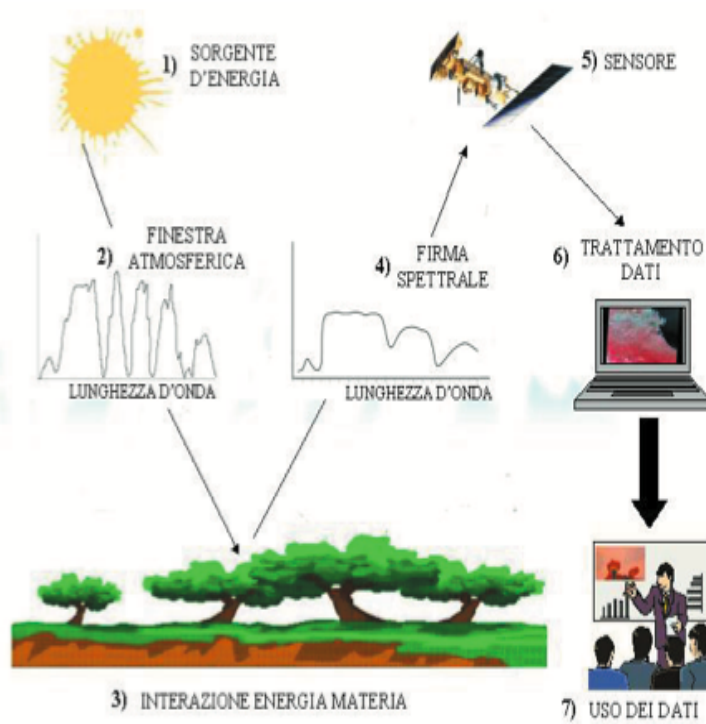 1) SORGENTE
D'ENERGIA
2) FINESTRA
ATMOSFERICA
LUNGHEZZA D'ONDA
3) INTERAZIONE ENERGIA MATERIA
4) FIRMA
SPETTRALE
LUNGHEZZA D'ONDA
5) SENSORE
6) TRATTAMENTO
DATI
7) USO DEI DATI